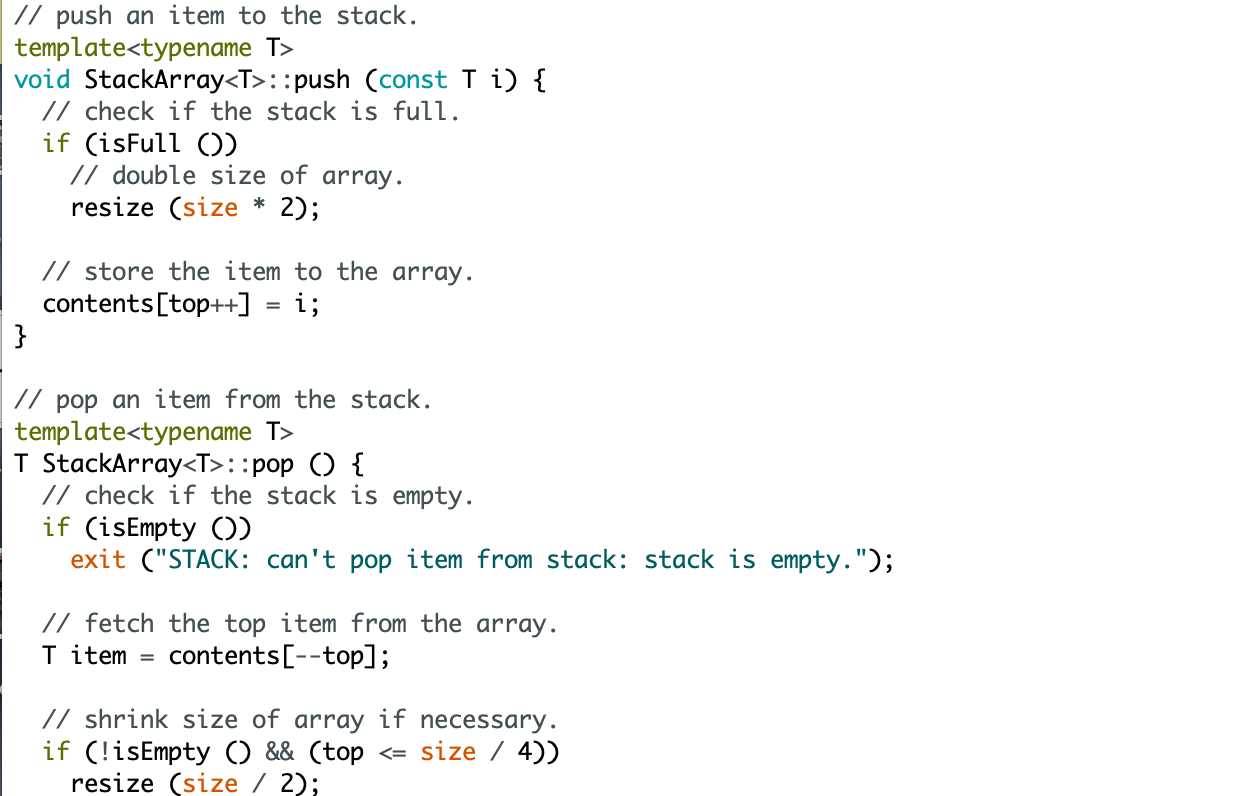 // push an item to the stack.
template<typename T>
void StackArray<T>::push (const T i) {
  // check if the stack is full.
  if (isFull ())
    // double size of array.
    resize (size * 2);

  // store the item to the array.
  contents[top++] = i;
}

// pop an item from the stack.
template<typename T>
T StackArray<T>::pop () {
  // check if the stack is empty.
  if (isEmpty ())
    exit ("STACK: can't pop item from stack: stack is empty.");

  // fetch the top item from the array.
  T item = contents[--top];

  // shrink size of array if necessary.
  if (!isEmpty () && (top <= size / 4))
    resize (size / 2);